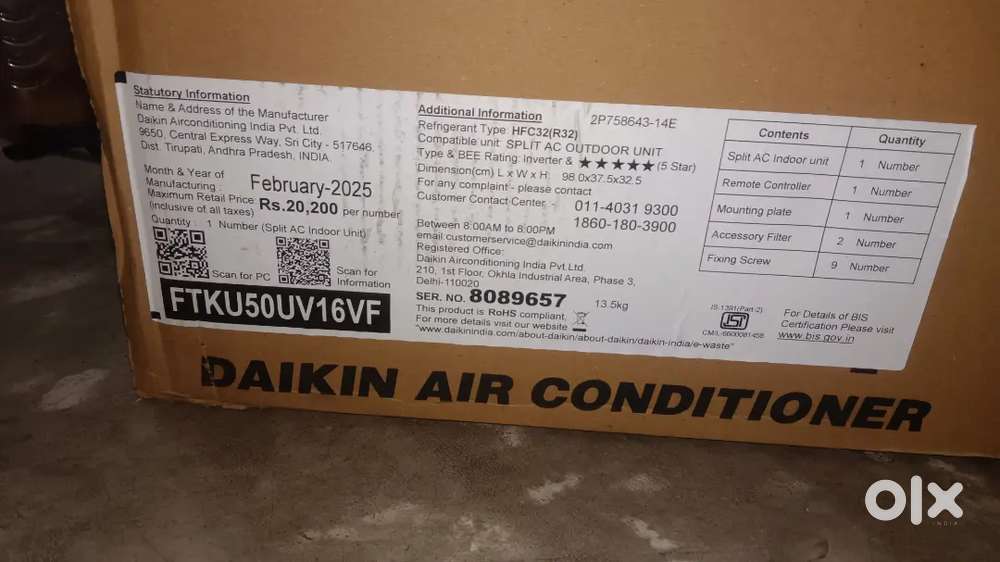 Statutory Information
Name & Address of the Manufacturer
Daikin Airconditioning India Pvt. Ltd.
9650, Central Express Way, Sri City - 517646,
Dist. Tirupati, Andhra Pradesh, INDIA.
Month & Year of
Manufacturing : February-2025
Maximum Retail Price: Rs.20,200 per number
(inclusive of all taxes)
Quantity : 1 Number (Split AC Indoor Unit)
Scan for PC
Scan for
Information
FTKU50UV16VF
Additional Information 2P758643-14E
Refrigerant Type: HFC32(R32)
Compatible unit: SPLIT AC OUTDOOR UNIT
Type & BEE Rating: Inverter & ★★★★★ (5 Star)
Dimension(cm) L x W x H: 98.0x37.5x32.5
For any complaint - please contact
Customer Contact Center - 011-4031 9300
1860-180-3900
Between 8:00AM to 8:00PM
email:customerservice@daikinindia.com
Registered Office:
Daikin Airconditioning India Pvt.Ltd.
210, 1st Floor, Okhla Industrial Area, Phase 3,
Delhi-110020
SER. NO. 8089657 13.5kg
This product is RoHS compliant.
For more details visit our website
"www.daikinindia.com/about-daikin/about-daikin/daikin-india/e-waste"
Contents Quantity
Split AC Indoor unit 1 Number
Remote Controller 1 Number
Mounting plate 1 Number
Accessory Filter 2 Number
Fixing Screw 9 Number
IS-1391(Part-2)
ISI
CM/L-6600081458
For Details of BIS
Certification Please visit
www.bis.gov.in
DAIKIN AIR CONDITIONER
olx
INDIA